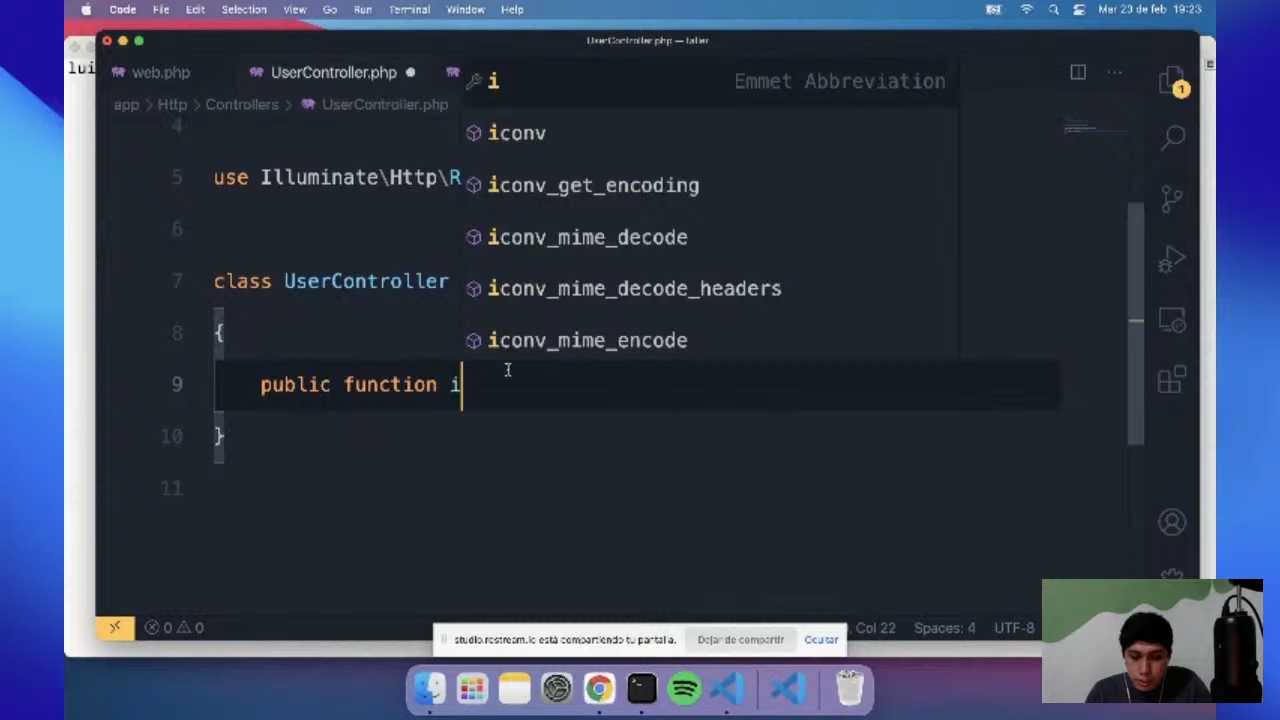 Code File Edit Selection View Go Run Terminal Window Help Mar 23 de feb 19:23
UserController.php — taller
lui
web.php UserController.php
app > Http > Controllers > UserController.php
1
i Emmet Abbreviation
iconv
iconv_get_encoding
iconv_mime_decode
iconv_mime_decode_headers
iconv_mime_encode
4
5 use Illuminate\Http\R
6
7 class UserController
8 {
9 public function i
10 }
11
0 0 , Col 22 Spaces: 4 UTF-8
studio.restream.io está compartiendo tu pantalla. Dejar de compartir Ocultar